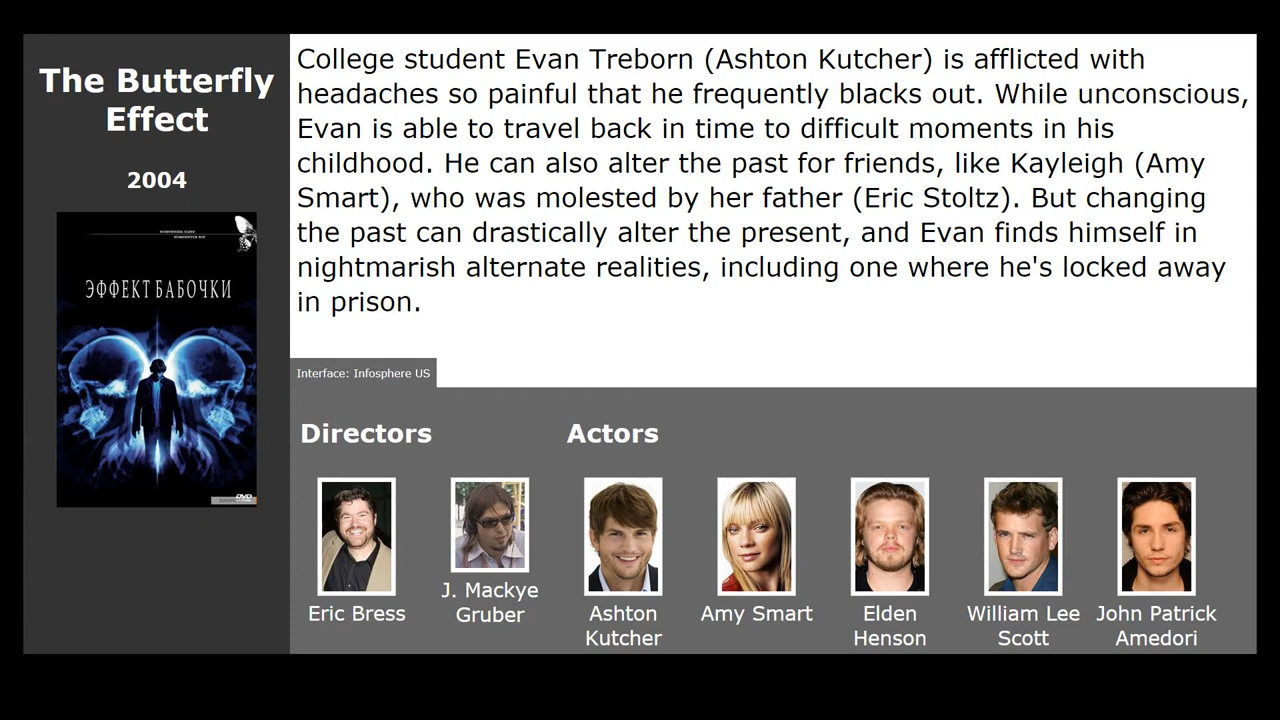 The Butterfly
Effect
2004
ЭФФЕКТ БАБОЧКИ
DVD
College student Evan Treborn (Ashton Kutcher) is afflicted with
headaches so painful that he frequently blacks out. While unconscious,
Evan is able to travel back in time to difficult moments in his
childhood. He can also alter the past for friends, like Kayleigh (Amy
Smart), who was molested by her father (Eric Stoltz). But changing
the past can drastically alter the present, and Evan finds himself in
nightmarish alternate realities, including one where he's locked away
in prison.
Interface: Infosphere US
Directors
Actors
Eric Bress
J. Mackye
Gruber
Ashton
Kutcher
Amy Smart
Elden
Henson
William Lee
Scott
John Patrick
Amedori